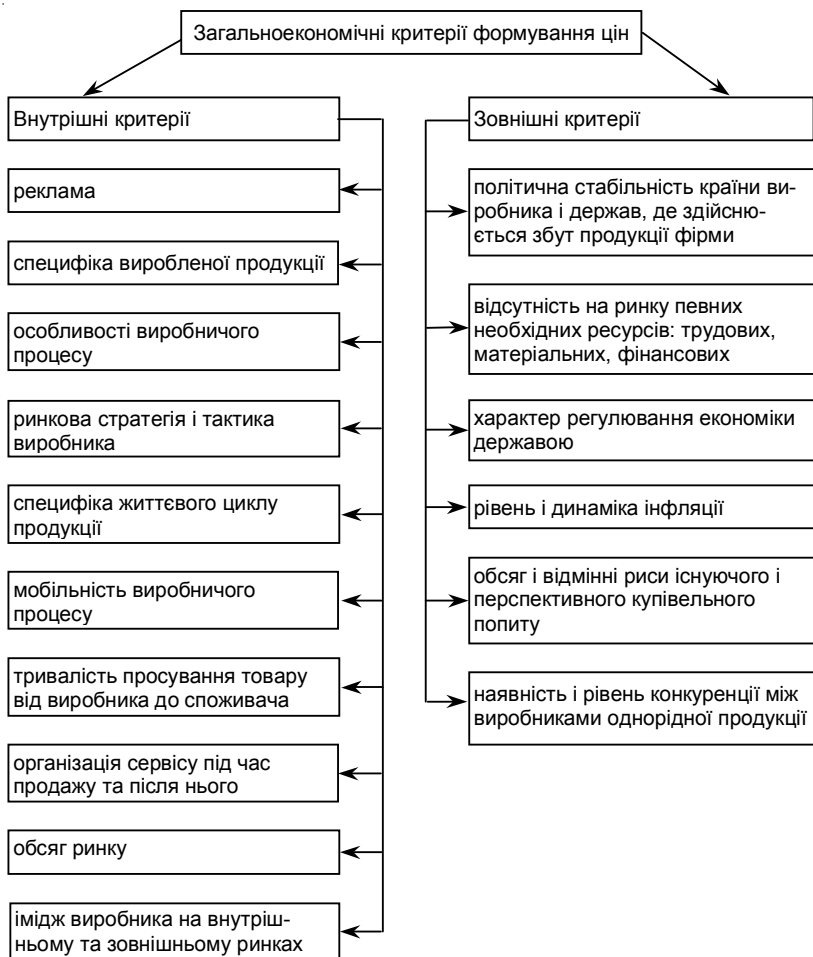 Загальноекономічні критерії формування цін
Внутрішні критерії
реклама
специфіка виробленої продукції
особливості виробничого
процесу
ринкова стратегія і тактика
виробника
специфіка життєвого циклу
продукції
мобільність виробничого
процесу
тривалість просування товару
від виробника до споживача
організація сервісу під час
продажу та після нього
обсяг ринку
імідж виробника на внутріш-
ньому та зовнішньому ринках
Зовнішні критерії
політична стабільність країни ви-
робника і держав, де здійсню-
ється збут продукції фірми
відсутність на ринку певних
необхідних ресурсів: трудових,
матеріальних, фінансових
характер регулювання економіки
державою
рівень і динаміка інфляції
обсяг і відмінні риси існуючого і
перспективного купівельного
попиту
наявність і рівень конкуренції між
виробниками однорідної продукції